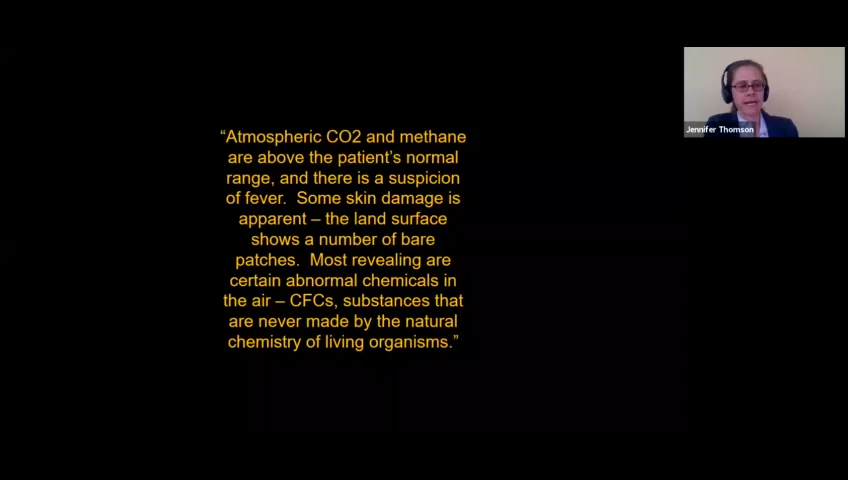 “Atmospheric CO2 and methane
are above the patient’s normal
range, and there is a suspicion
of fever.  Some skin damage is
apparent – the land surface
shows a number of bare
patches.  Most revealing are
certain abnormal chemicals in
the air – CFCs, substances that
are never made by the natural
chemistry of living organisms.”
Jennifer Thomson